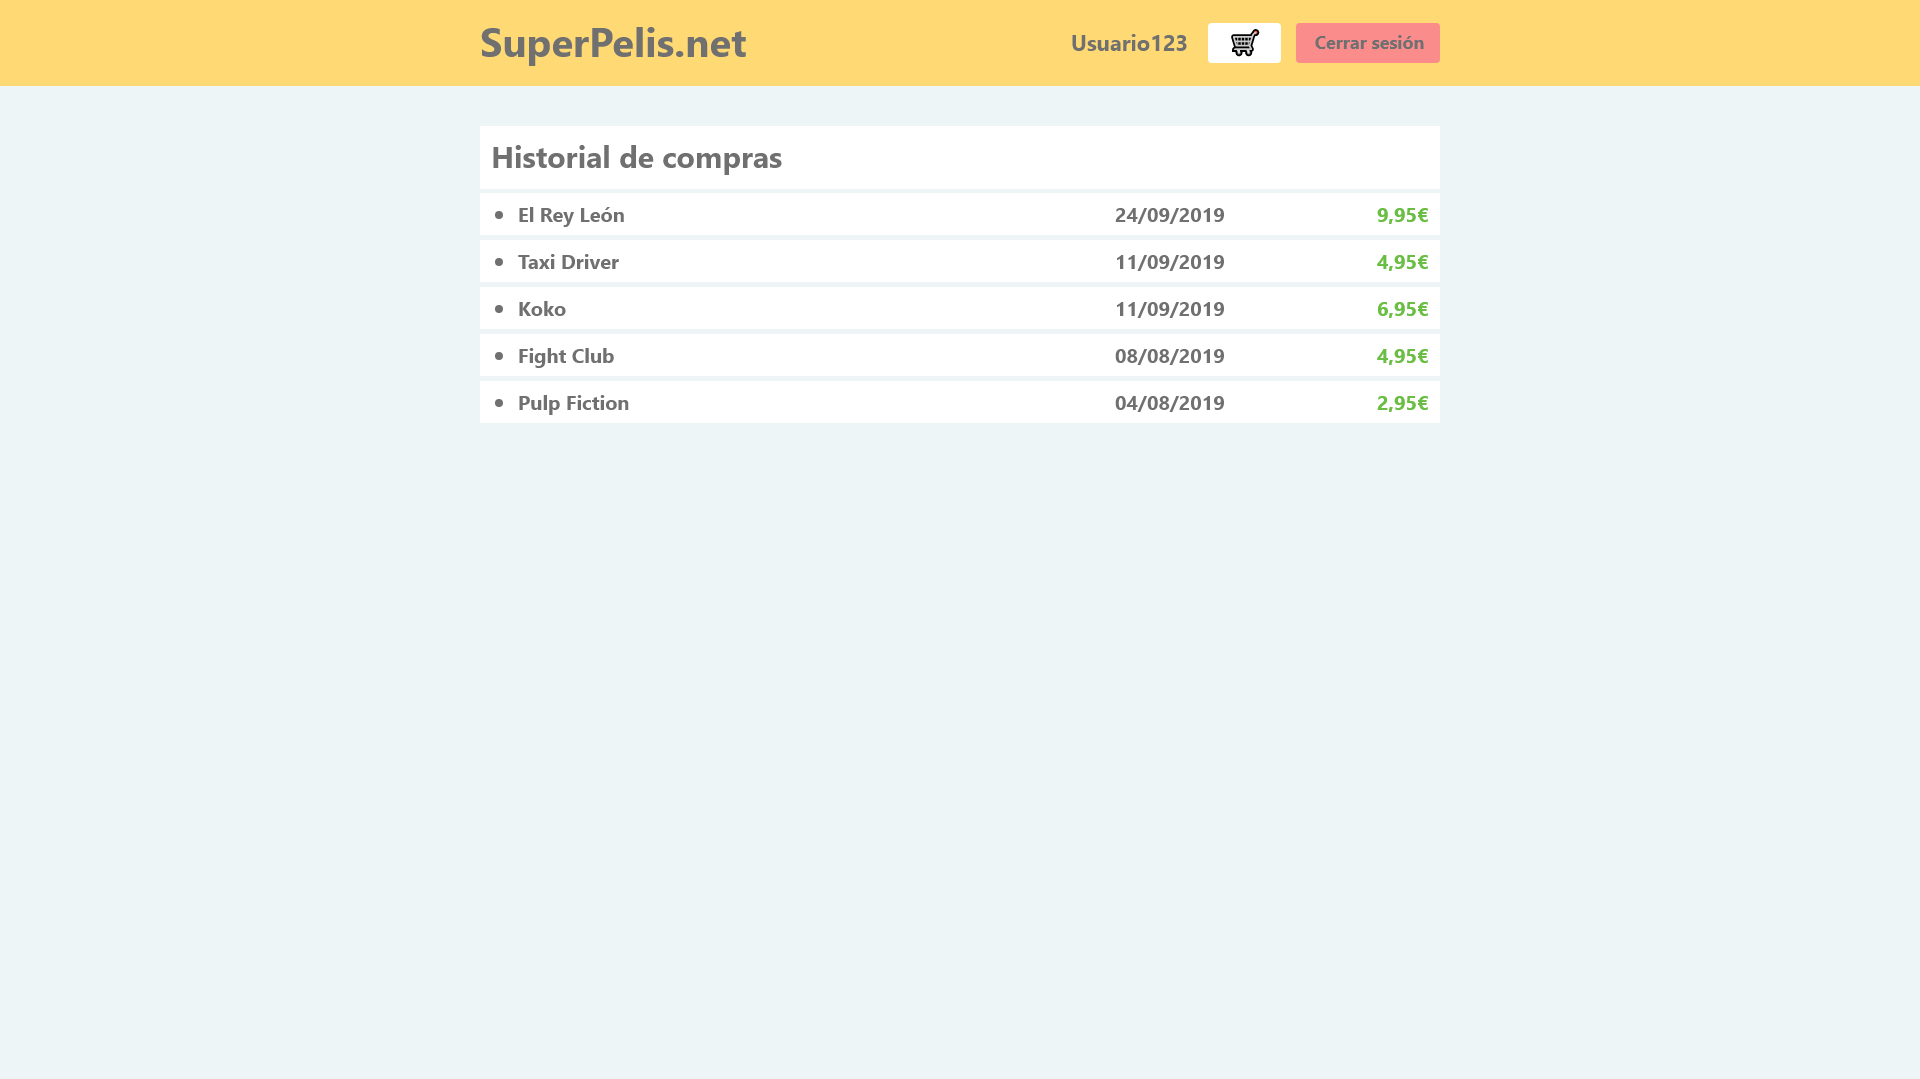 SuperPelis.net Usuario123 Cerrar sesión
Historial de compras
• El Rey León 24/09/2019 9,95€
• Taxi Driver 11/09/2019 4,95€
• Koko 11/09/2019 6,95€
• Fight Club 08/08/2019 4,95€
• Pulp Fiction 04/08/2019 2,95€